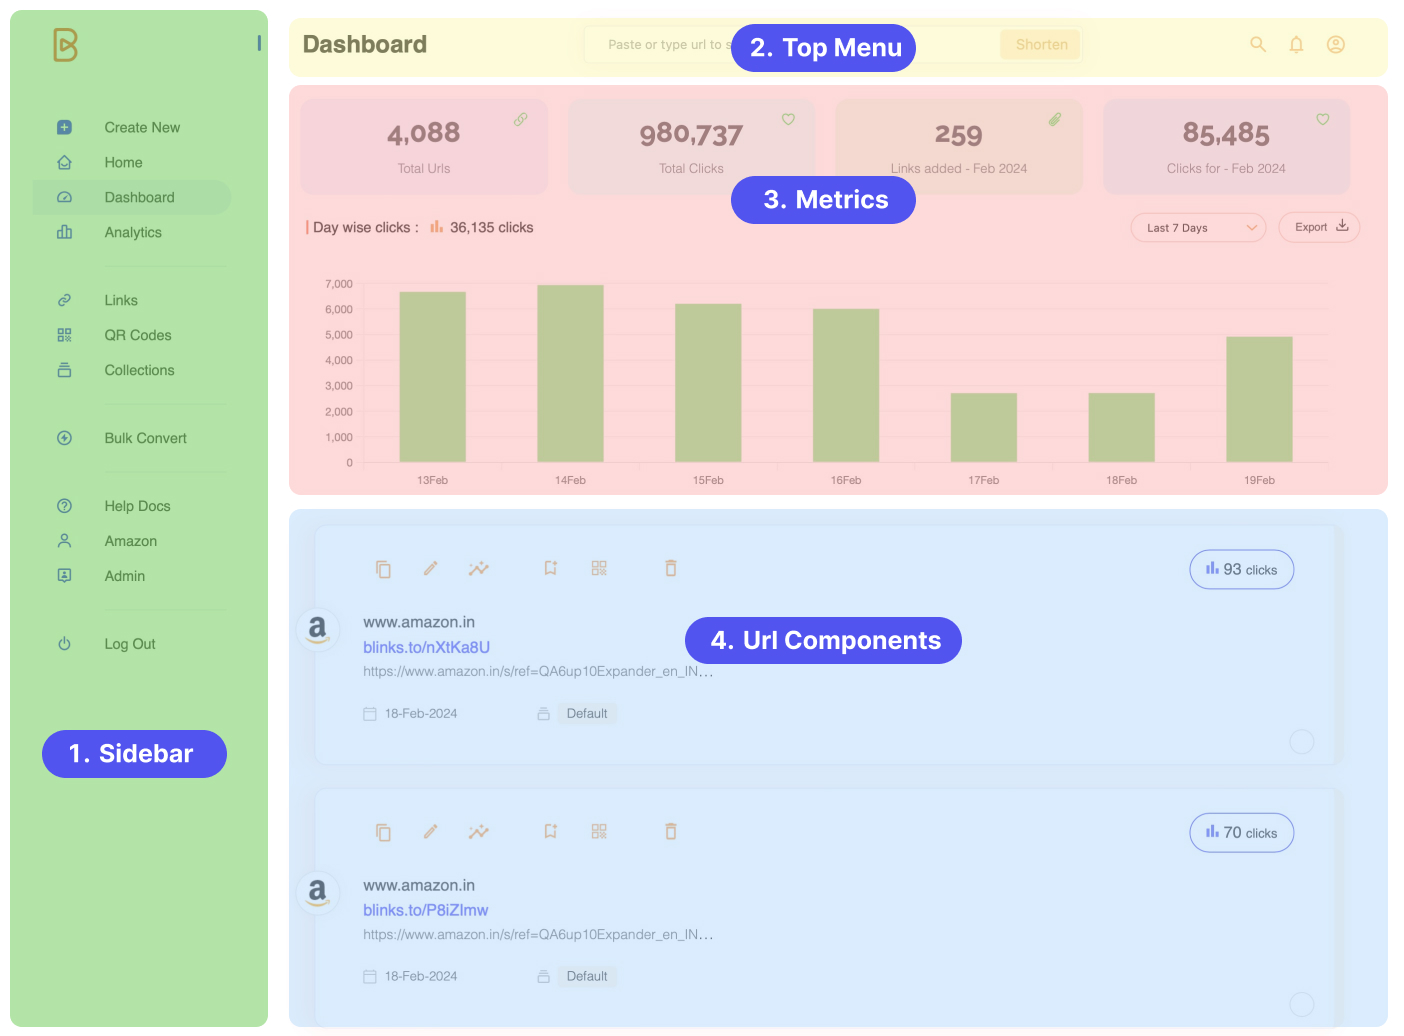 Create New
Home
Dashboard
Analytics
Links
QR Codes
Collections
Bulk Convert
Help Docs
Amazon
Admin
Log Out
1. Sidebar
Dashboard
Paste or type url to s
2. Top Menu
Shorten
4,088
Total Urls
980,737
Total Clicks
259
Links added - Feb 2024
85,485
Clicks for - Feb 2024
3. Metrics
Day wise clicks : 36,135 clicks
Last 7 Days
Export
7,000
6,000
5,000
4,000
3,000
2,000
1,000
0
13Feb 14Feb 15Feb 16Feb 17Feb 18Feb 19Feb
93 clicks
www.amazon.in
blinks.to/nXtKa8U
https://www.amazon.in/s/ref=QA6up10Expander_en_IN...
4. Url Components
18-Feb-2024
Default
70 clicks
www.amazon.in
blinks.to/P8iZImw
https://www.amazon.in/s/ref=QA6up10Expander_en_IN...
18-Feb-2024
Default